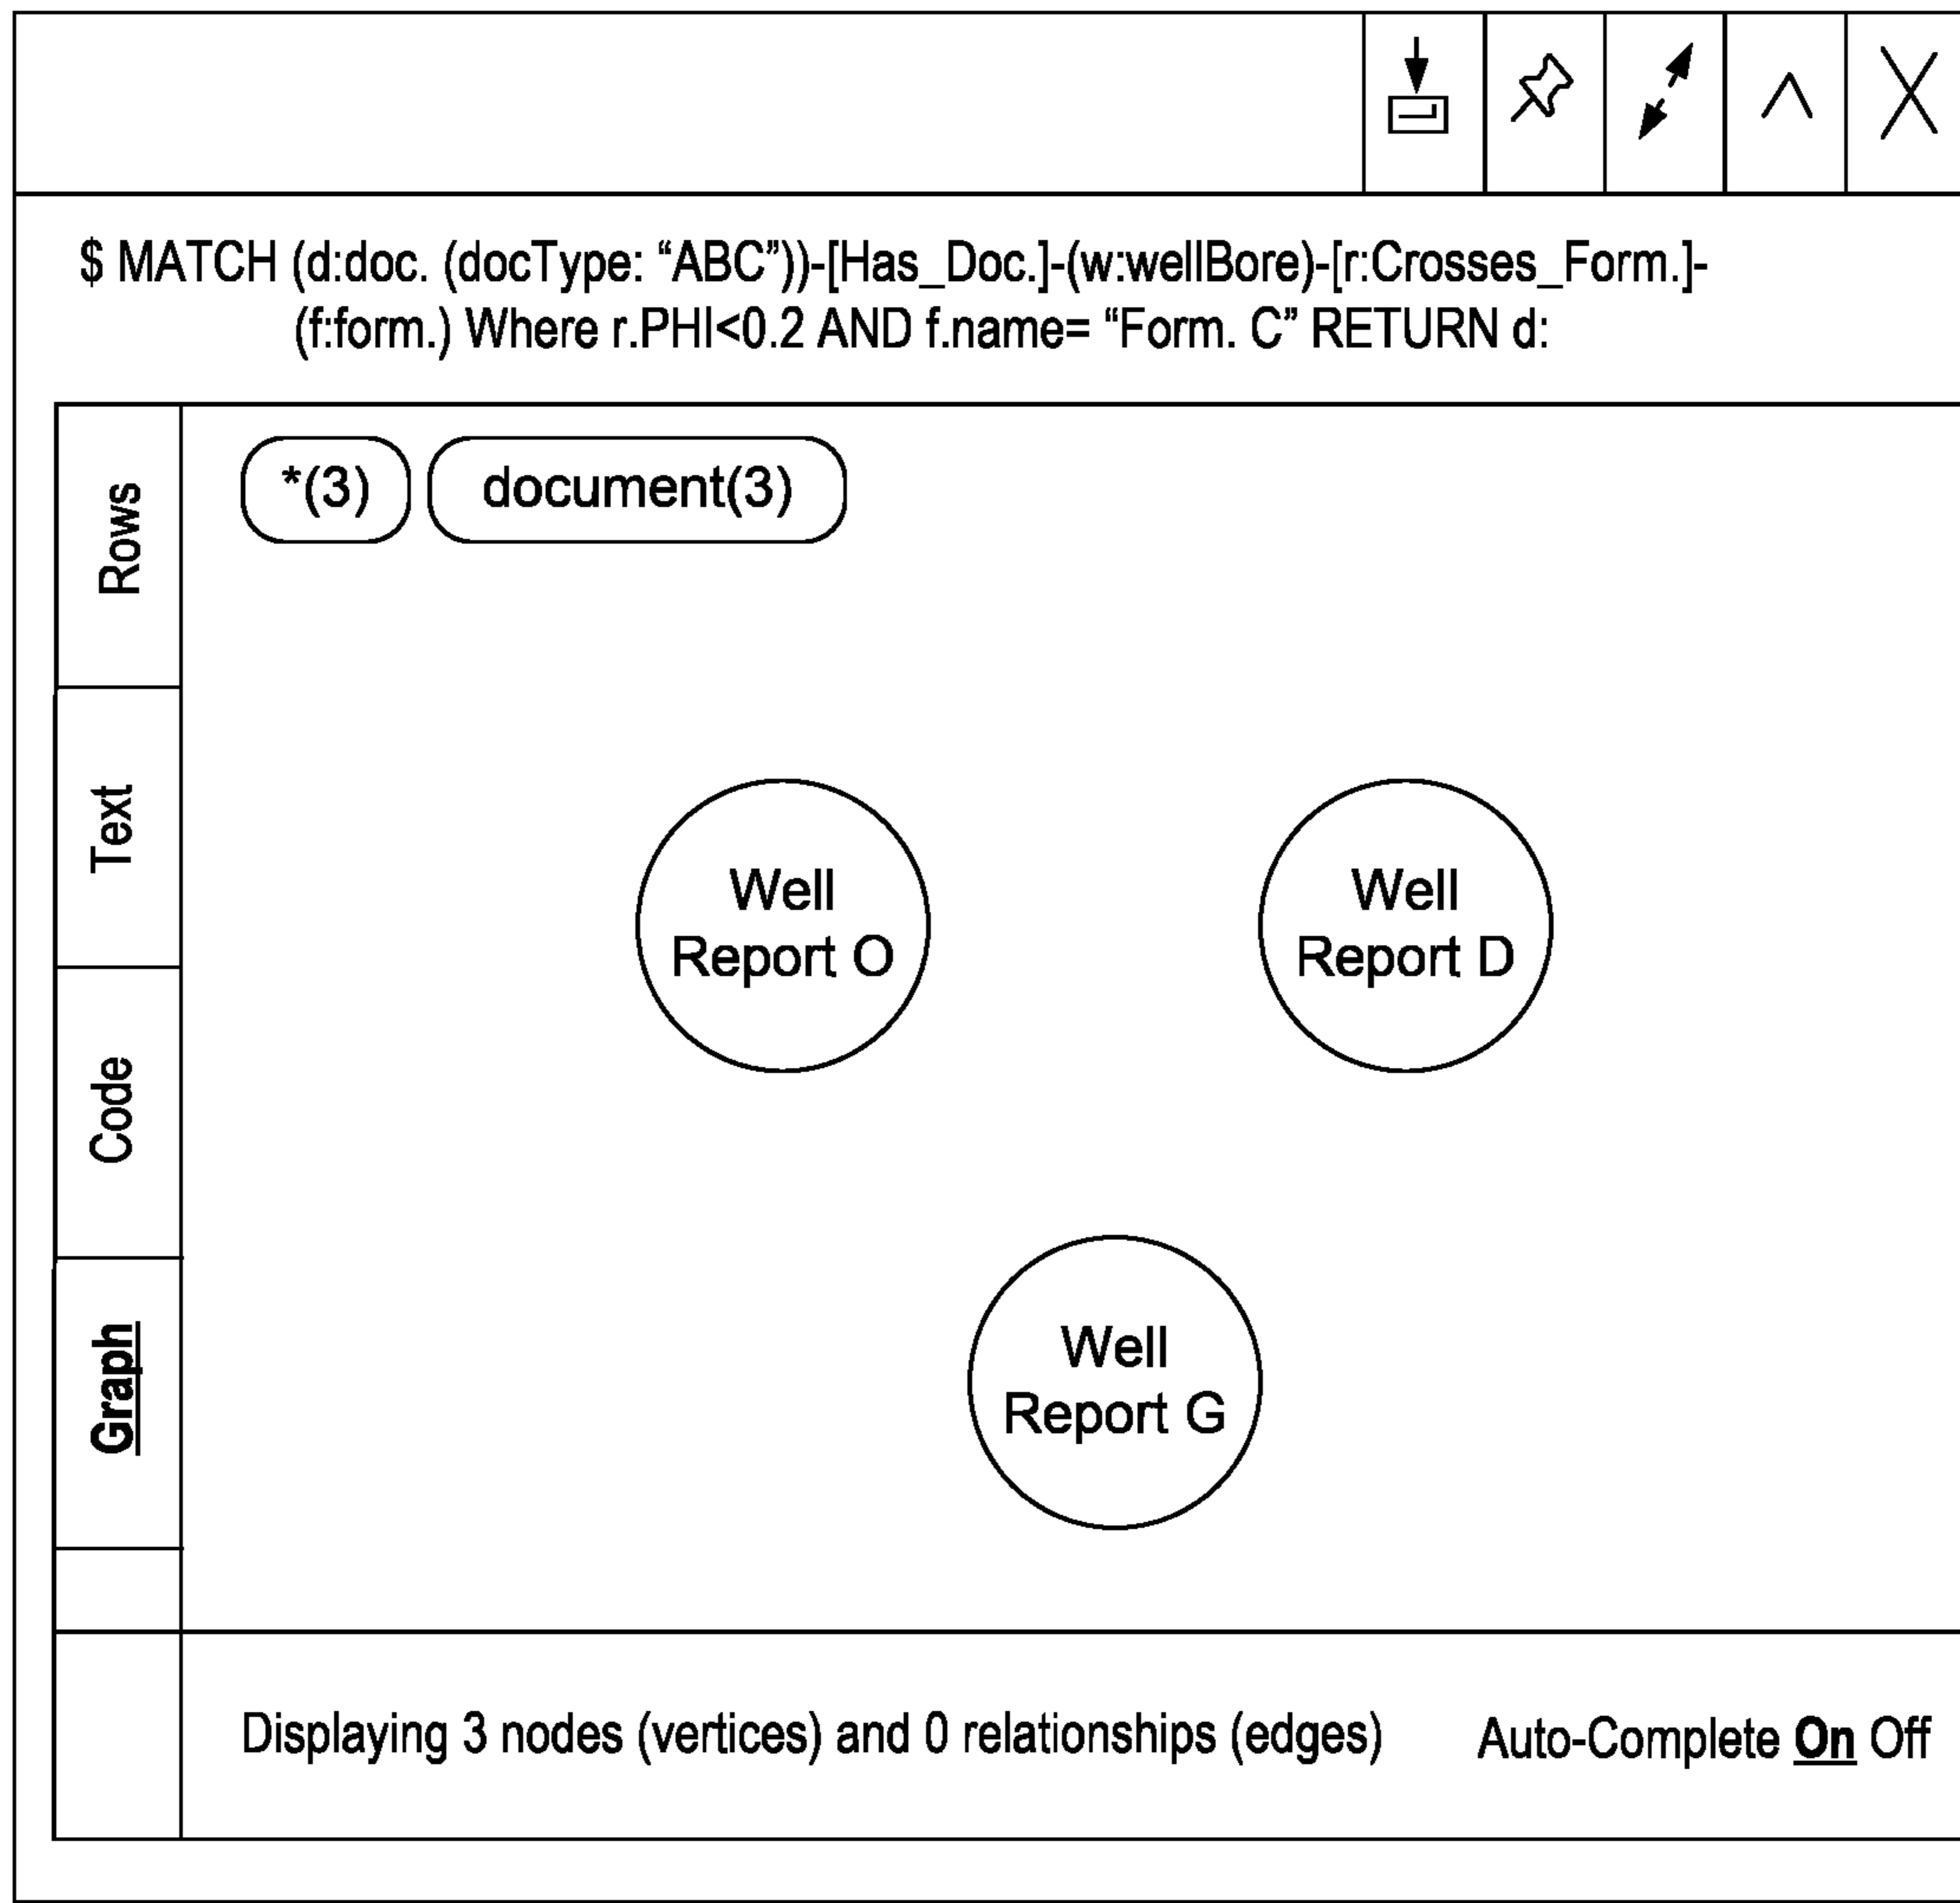 $ MATCH (d:doc. (docType: “ABC”))-[Has_Doc.]-(w:wellBore)-[r:Crosses_Form.]-
(f:form.) Where r.PHI<0.2 AND f.name= “Form. C” RETURN d:
*(3) document(3)
Rows
Text
Code
Graph
Well
Report O
Well
Report D
Well
Report G
Displaying 3 nodes (vertices) and 0 relationships (edges) Auto-Complete On Off